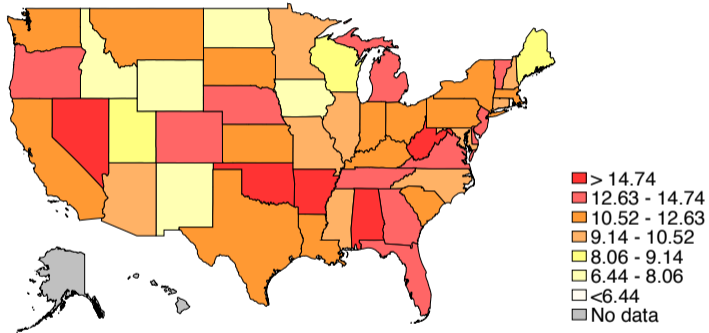 > 14.74
12.63 - 14.74
10.52 - 12.63
9.14 - 10.52
8.06 - 9.14
6.44 - 8.06
<6.44
No data